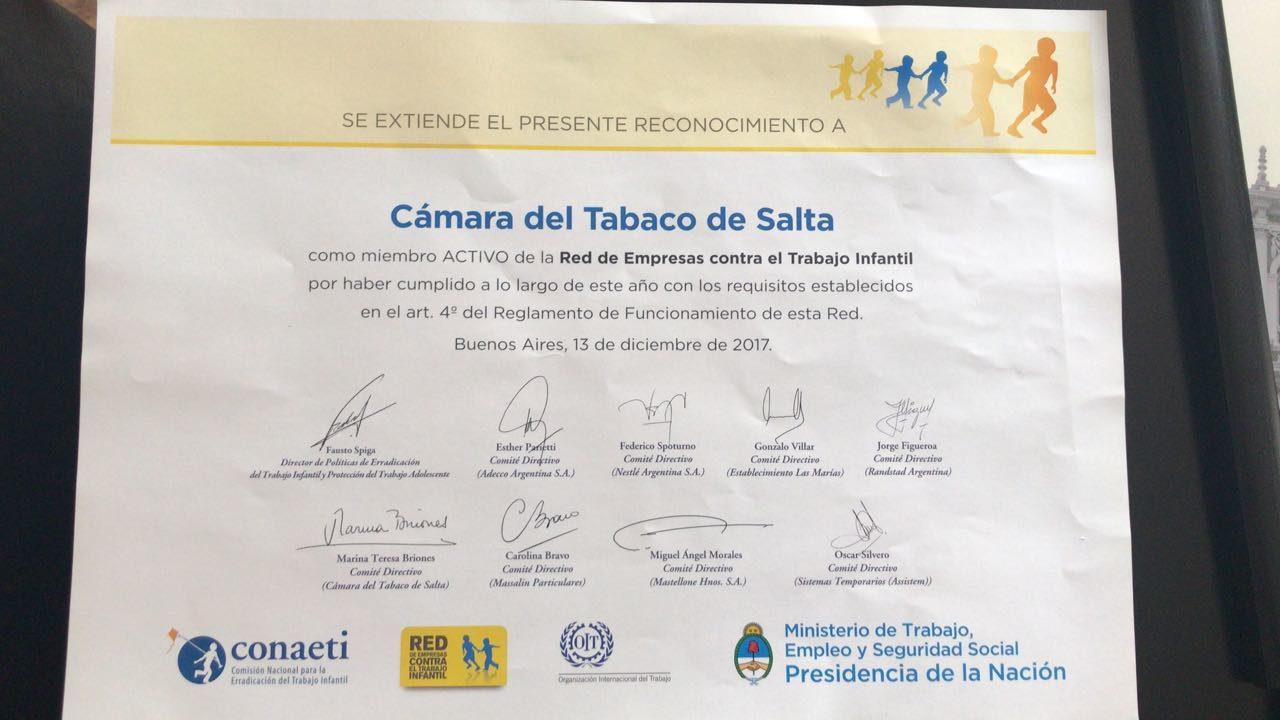 SE EXTIENDE EL PRESENTE RECONOCIMIENTO A
Cámara del Tabaco de Salta
como miembro ACTIVO de la Red de Empresas contra el Trabajo Infantil
por haber cumplido a lo largo de este año con los requisitos establecidos
en el art. 4º del Reglamento de Funcionamiento de esta Red.
Buenos Aires, 13 de diciembre de 2017.
Fausto Spiga
Director de Políticas de Erradicación
del Trabajo Infantil y Protección del Trabajo Adolescente
Esther Parietti
Comité Directivo
(Adecco Argentina S.A.)
Federico Spoturno
Comité Directivo
(Nestlé Argentina S.A.)
Gonzalo Villar
Comité Directivo
(Establecimiento Las Marías)
Jorge Figueroa
Comité Directivo
(Randstad Argentina)
Marina Briones
Marina Teresa Briones
Comité Directivo
(Cámara del Tabaco de Salta)
C Bravo
Carolina Bravo
Comité Directivo
(Massalin Particulares)
Miguel Ángel Morales
Comité Directivo
(Mastellone Hnos. S.A.)
Oscar Silvero
Comité Directivo
(Sistemas Temporarios (Assistem))
conaeti
Comisión Nacional para la
Erradicación del Trabajo Infantil
RED
DE EMPRESAS
CONTRA
EL TRABAJO
INFANTIL
OIT
Organización Internacional del Trabajo
Ministerio de Trabajo,
Empleo y Seguridad Social
Presidencia de la Nación